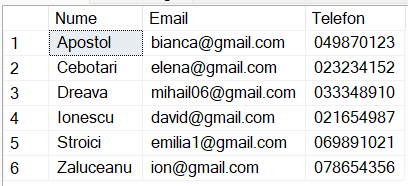 Nume Email Telefon
1 Apostol bianca@gmail.com 049870123
2 Cebotari elena@gmail.com 023234152
3 Dreava mihail06@gmail.com 033348910
4 Ionescu david@gmail.com 021654987
5 Stroici emilia1@gmail.com 069891021
6 Zaluceanu ion@gmail.com 078654356